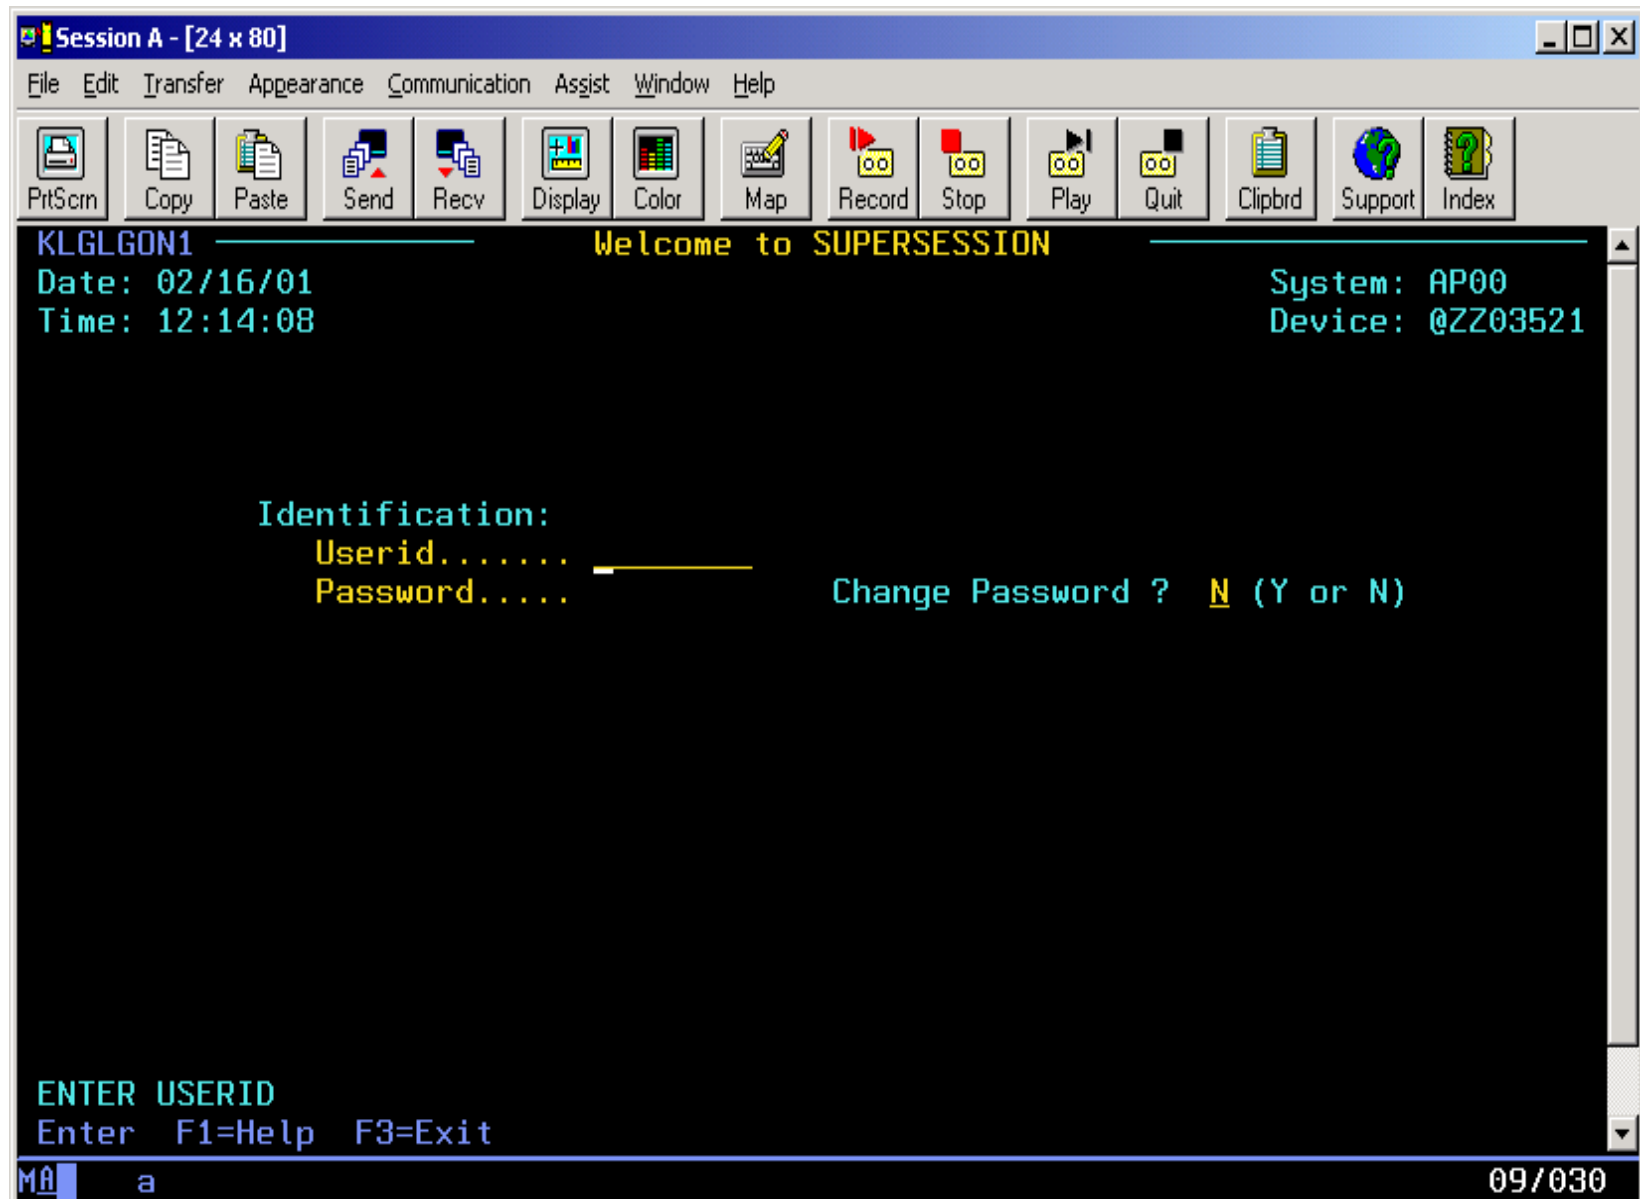 Session A - [24 x 80]
File Edit Transfer Appearance Communication Assist Window Help
PrtScrn Copy Paste Send Recv Display Color Map Record Stop Play Quit Clipbrd Support Index
KLGLGON1 Welcome to SUPERSESSION
Date: 02/16/01 System: AP00
Time: 12:14:08 Device: @ZZ03521
Identification:
Userid.......
Password..... Change Password ? N (Y or N)
ENTER USERID
Enter F1=Help F3=Exit
MA a 09/030